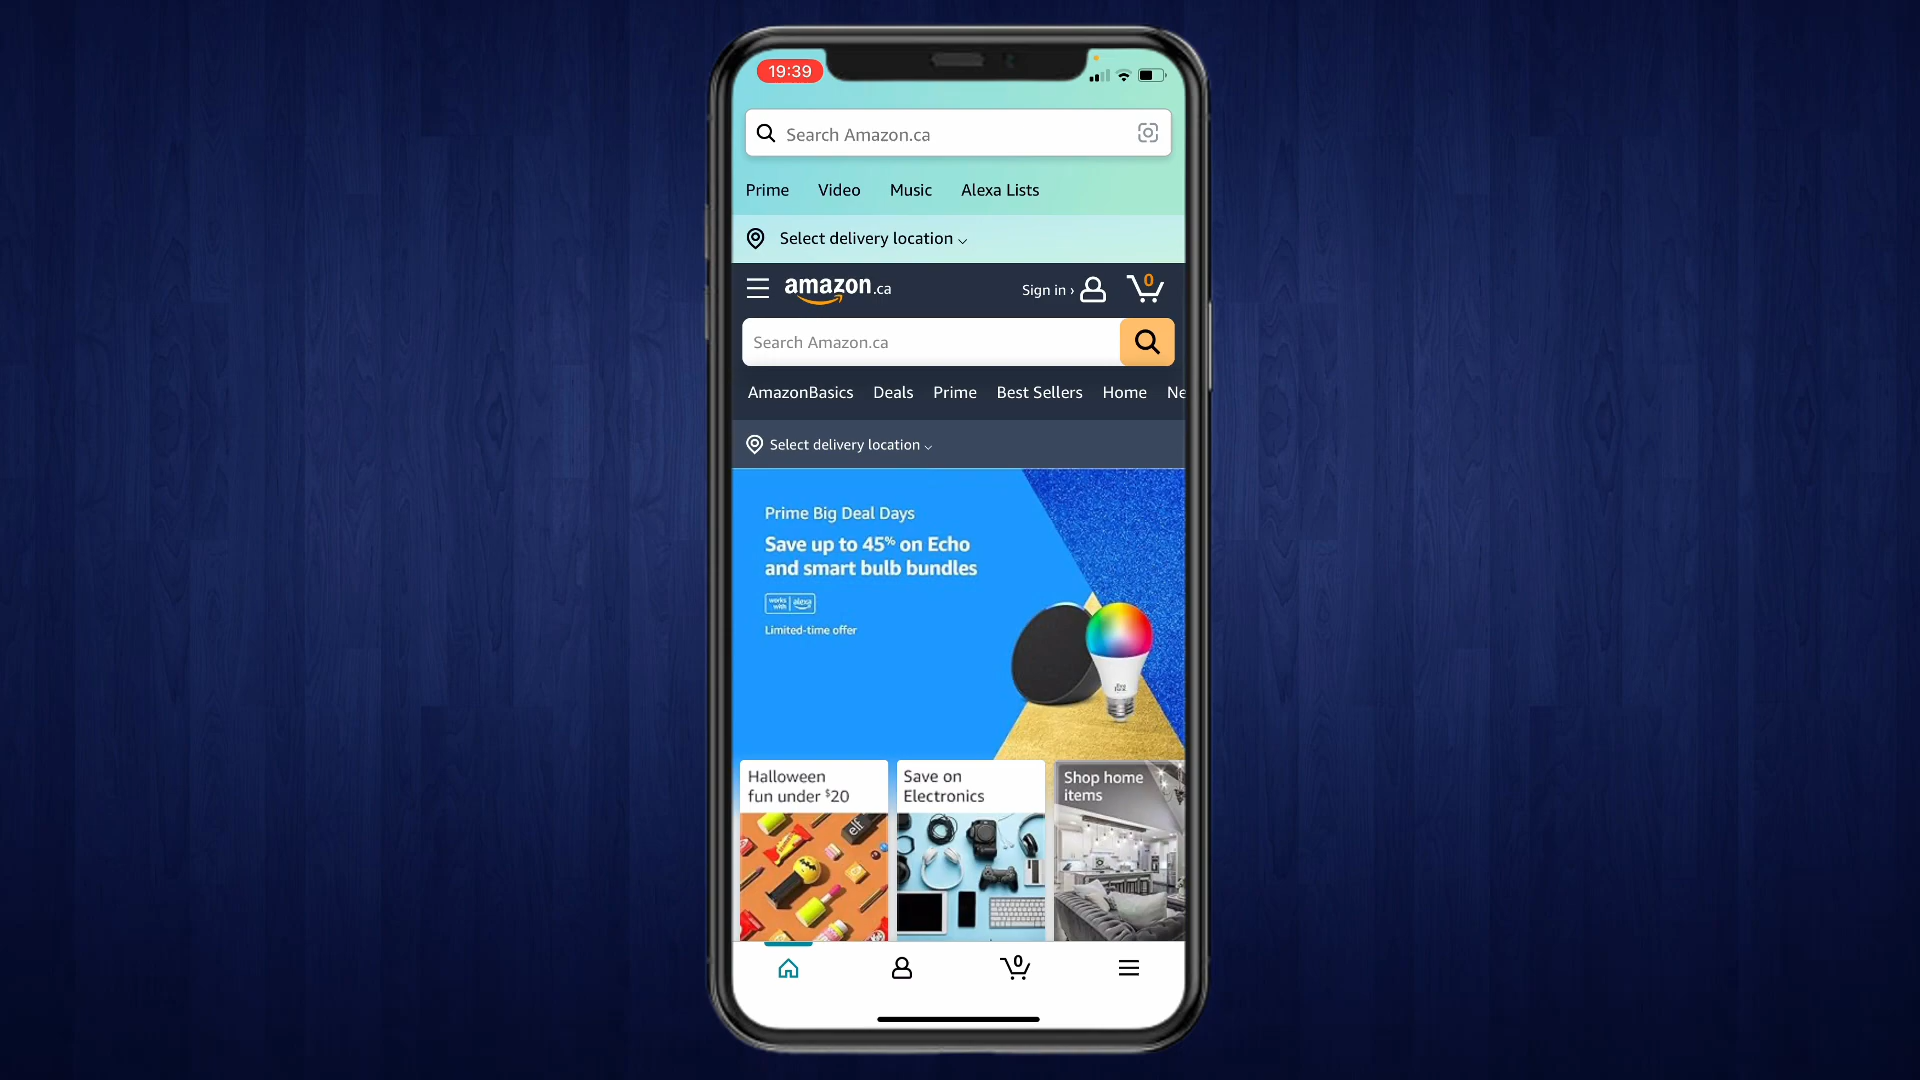 19:39
Search Amazon.ca
Prime Video Music Alexa Lists
Select delivery location
amazon.ca Sign in › 0
Search Amazon.ca
AmazonBasics Deals Prime Best Sellers Home Ne
Select delivery location
Prime Big Deal Days
Save up to 45% on Echo
and smart bulb bundles
works with alexa
Limited-time offer
Halloween
fun under $20
Save on
Electronics
Shop home
items
elf
0